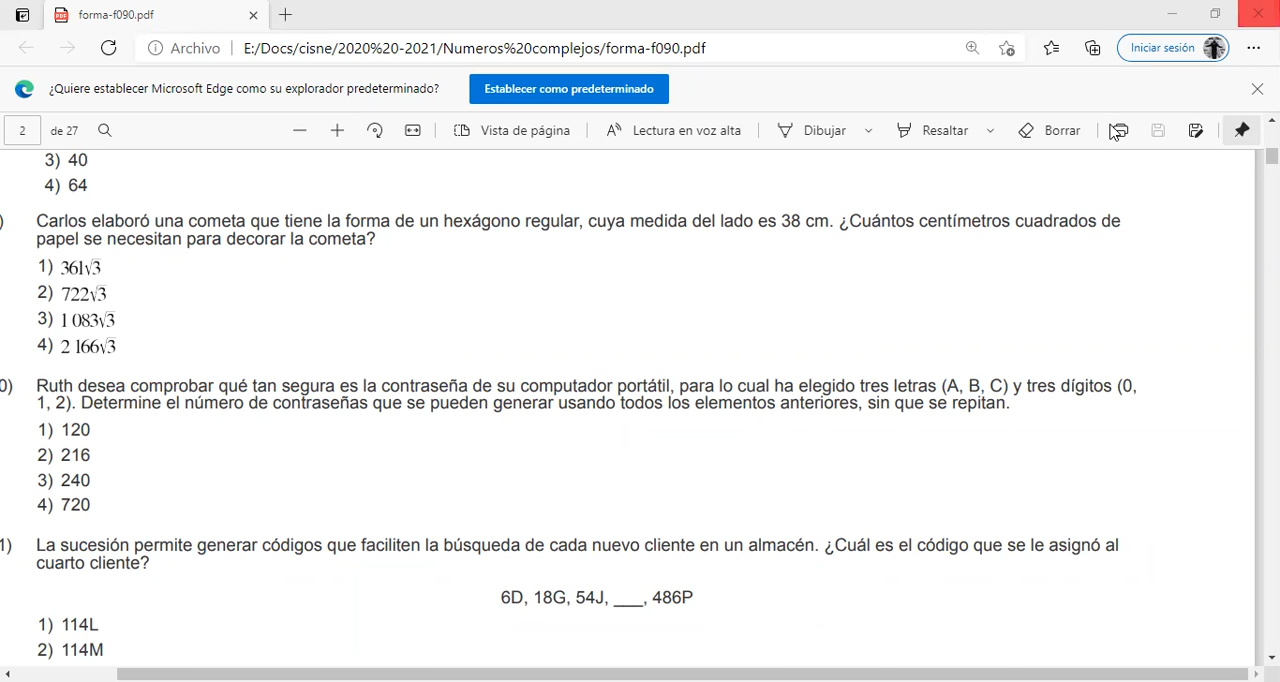 forma-f090.pdf
Archivo E:/Docs/cisne/2020%20-2021/Numeros%20complejos/forma-f090.pdf
Iniciar sesión
¿Quiere establecer Microsoft Edge como su explorador predeterminado?
Establecer como predeterminado
2 de 27
Vista de página
Lectura en voz alta
Dibujar
Resaltar
Borrar
3) 40
4) 64
) Carlos elaboró una cometa que tiene la forma de un hexágono regular, cuya medida del lado es 38 cm. ¿Cuántos centímetros cuadrados de
papel se necesitan para decorar la cometa?
1) 361√3
2) 722√3
3) 1 083√3
4) 2 166√3
0) Ruth desea comprobar qué tan segura es la contraseña de su computador portátil, para lo cual ha elegido tres letras (A, B, C) y tres dígitos (0,
1, 2). Determine el número de contraseñas que se pueden generar usando todos los elementos anteriores, sin que se repitan.
1) 120
2) 216
3) 240
4) 720
1) La sucesión permite generar códigos que faciliten la búsqueda de cada nuevo cliente en un almacén. ¿Cuál es el código que se le asignó al
cuarto cliente?
6D, 18G, 54J, ___, 486P
1) 114L
2) 114M